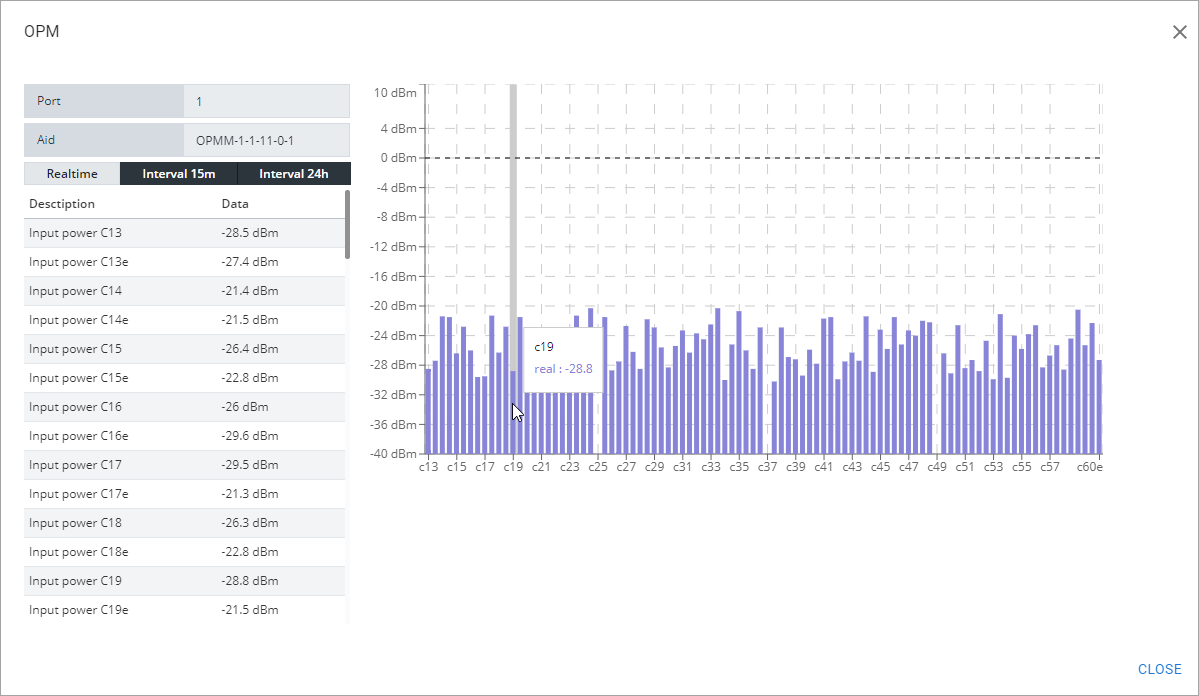 OPM
Port 1
Aid OPMM-1-1-11-0-1
Realtime Interval 15m Interval 24h
Desctiption Data
Input power C13 -28.5 dBm
Input power C13e -27.4 dBm
Input power C14 -21.4 dBm
Input power C14e -21.5 dBm
Input power C15 -26.4 dBm
Input power C15e -22.8 dBm
Input power C16 -26 dBm
Input power C16e -29.6 dBm
Input power C17 -29.5 dBm
Input power C17e -21.3 dBm
Input power C18 -26.3 dBm
Input power C18e -22.8 dBm
Input power C19 -28.8 dBm
Input power C19e -21.5 dBm
10 dBm
4 dBm
0 dBm
-4 dBm
-8 dBm
-12 dBm
-16 dBm
-20 dBm
-24 dBm
-28 dBm
-32 dBm
-36 dBm
-40 dBm
c19
real : -28.8
c13 c15 c17 c19 c21 c23 c25 c27 c29 c31 c33 c35 c37 c39 c41 c43 c45 c47 c49 c51 c53 c55 c57 c60e
CLOSE